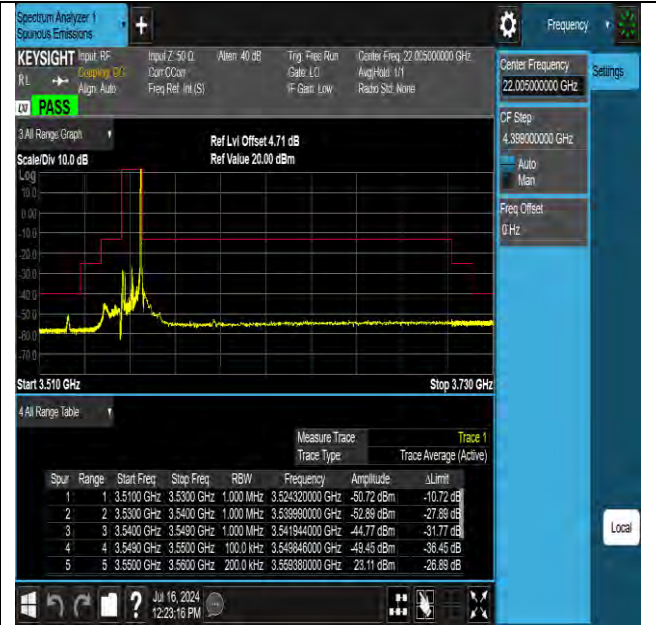 Spectrum Analyzer 1
Spurious Emissions
Frequency
KEYSIGHT Input: RF Input Z: 50 Ω Atten: 40 dB Trig: Free Run Center Freq: 22.005000000 GHz
RL Coupling: DC Corr CCorr Gate: LO Avg|Hold: 1/1
Align: Auto Freq Ref: Int (S) IF Gain: Low Radio Std: None
LXI PASS
Center Frequency
22.005000000 GHz
Settings
CF Step
4.399000000 GHz
Auto
Man
Freq Offset
0 Hz
3 All Range Graph
Ref Lvl Offset 4.71 dB
Scale/Div 10.0 dB Ref Value 20.00 dBm
Log
10.0
0.00
-10.0
-20.0
-30.0
-40.0
-50.0
-60.0
-70.0
Start 3.510 GHz Stop 3.730 GHz
4 All Range Table
Measure Trace Trace 1
Trace Type Trace Average (Active)
Spur Range Start Freq Stop Freq RBW Frequency Amplitude ΔLimit
1 1 3.5100 GHz 3.5300 GHz 1.000 MHz 3.524320000 GHz -50.72 dBm -10.72 dB
2 2 3.5300 GHz 3.5400 GHz 1.000 MHz 3.539990000 GHz -52.89 dBm -27.89 dB
3 3 3.5400 GHz 3.5490 GHz 1.000 MHz 3.541944000 GHz -44.77 dBm -31.77 dB
4 4 3.5490 GHz 3.5500 GHz 100.0 kHz 3.549846000 GHz -49.45 dBm -36.45 dB
5 5 3.5500 GHz 3.5600 GHz 200.0 kHz 3.559380000 GHz 23.11 dBm -26.89 dB
Local
?
Jul 16, 2024
12:23:16 PM